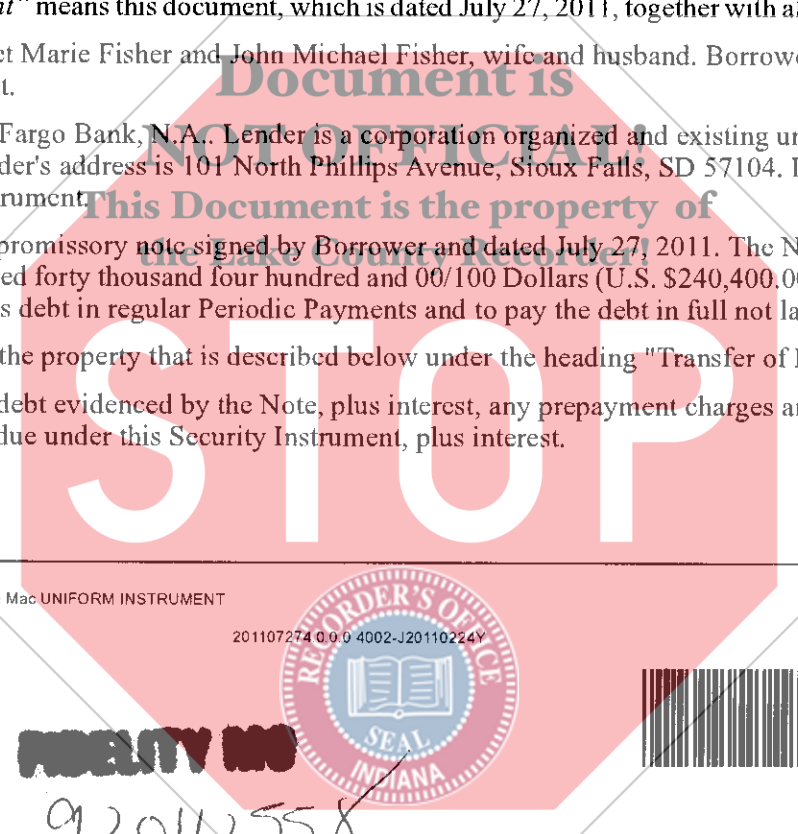 nt" means this document, which is dated July 27, 2011, together with al
ct Marie Fisher and John Michael Fisher, wife and husband. Borrowe
t.
Document is
Fargo Bank, N.A.. Lender is a corporation organized and existing un
NOT OFFICIAL!
der's address is 101 North Phillips Avenue, Sioux Falls, SD 57104. L
rument.
This Document is the property of
promissory note signed by Borrower and dated July 27, 2011. The N
the Lake County Recorder!
ed forty thousand four hundred and 00/100 Dollars (U.S. $240,400.00
s debt in regular Periodic Payments and to pay the debt in full not la
the property that is described below under the heading "Transfer of
debt evidenced by the Note, plus interest, any prepayment charges an
due under this Security Instrument, plus interest.
STOP
Mac UNIFORM INSTRUMENT
201107274.0.0.0 4002-J20110224Y
RECORDER'S OFFICE
SEAL
INDIANA
FIDELITY